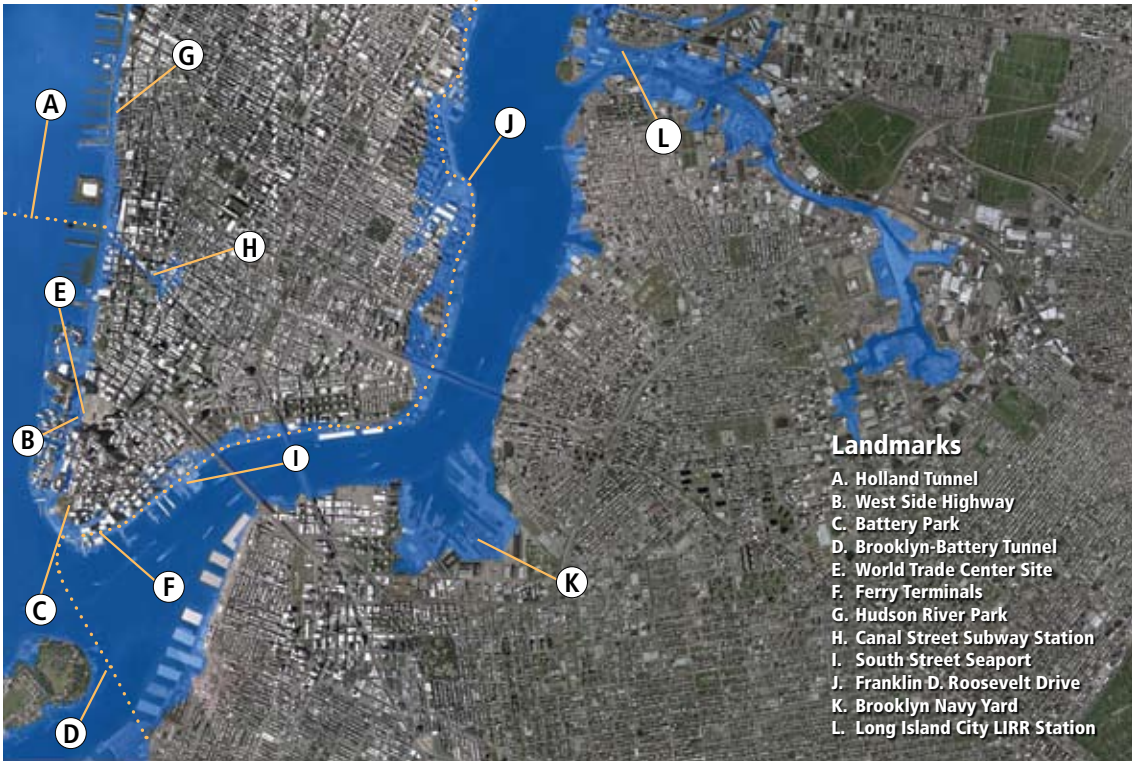 G
A
J
L
H
E
B
I
K
F
C
D
Landmarks
A. Holland Tunnel
B. West Side Highway
C. Battery Park
D. Brooklyn-Battery Tunnel
E. World Trade Center Site
F. Ferry Terminals
G. Hudson River Park
H. Canal Street Subway Station
I. South Street Seaport
J. Franklin D. Roosevelt Drive
K. Brooklyn Navy Yard
L. Long Island City LIRR Station